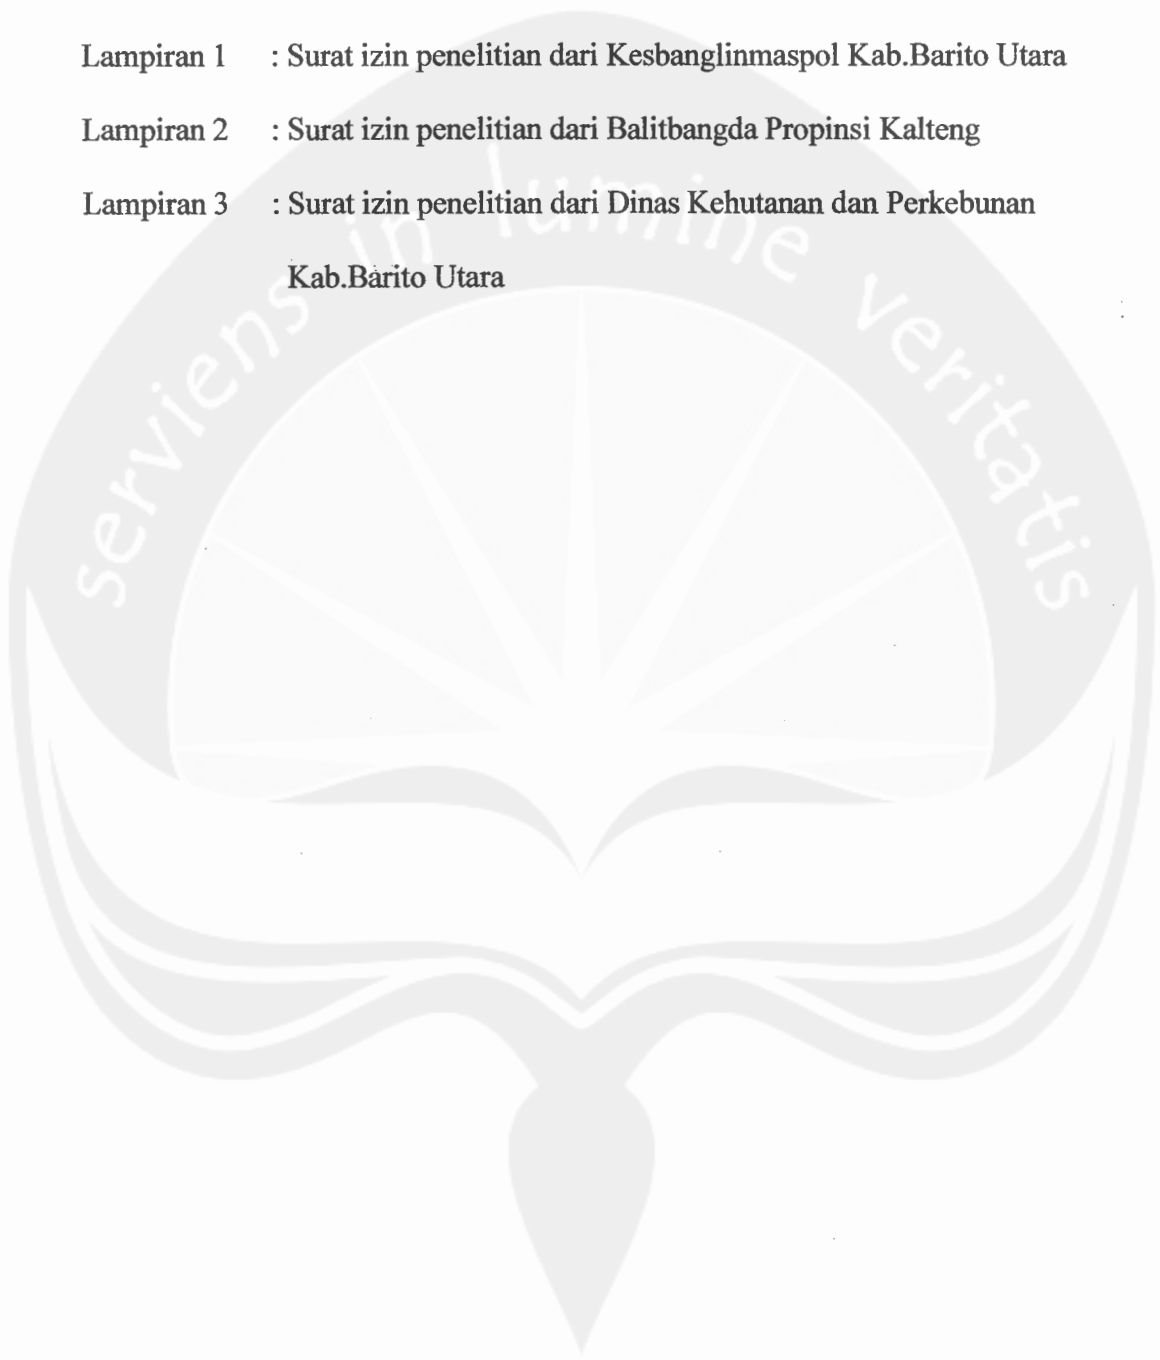 Lampiran 1 : Surat izin penelitian dari Kesbanglinmaspol Kab.Barito Utara
Lampiran 2 : Surat izin penelitian dari Balitbangda Propinsi Kalteng
Lampiran 3 : Surat izin penelitian dari Dinas Kehutanan dan Perkebunan
Kab.Barito Utara
serviens in lumine veritatis